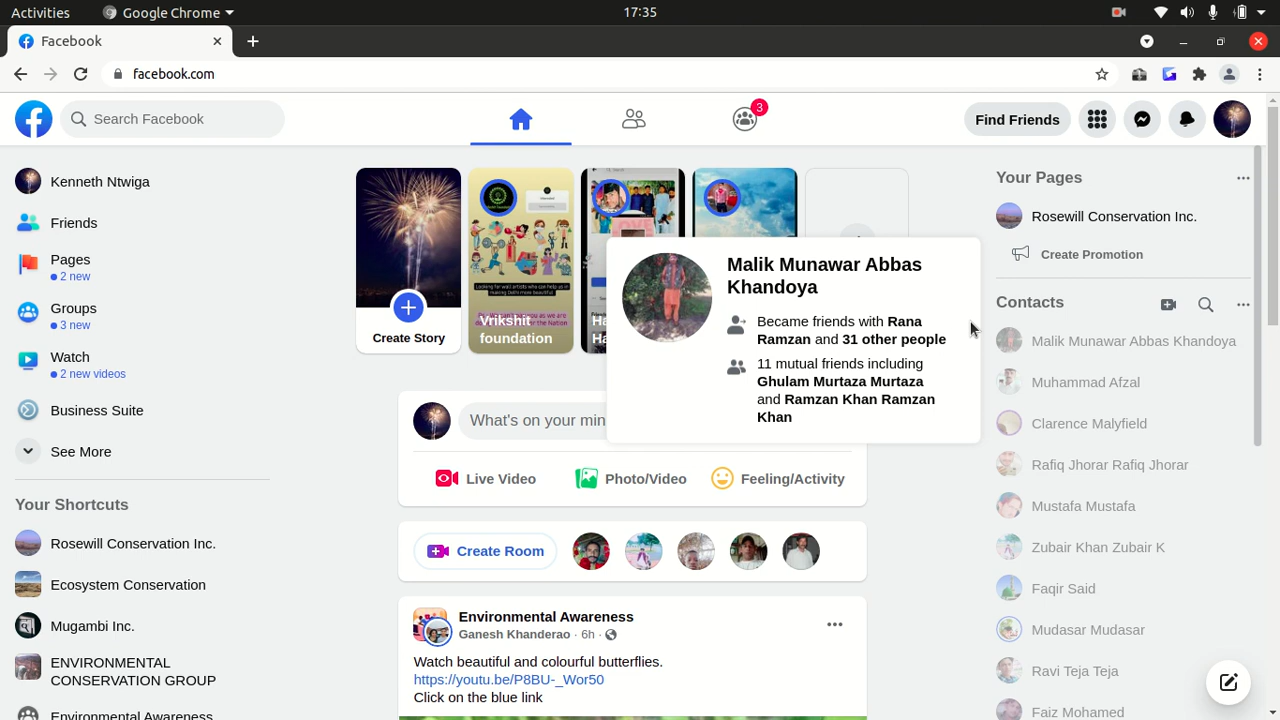 Activities
Google Chrome
17:35
Facebook
facebook.com
Search Facebook
3
Find Friends
Kenneth Ntwiga
Friends
Pages
2 new
Groups
3 new
Watch
2 new videos
Business Suite
See More
Your Shortcuts
Rosewill Conservation Inc.
Ecosystem Conservation
Mugambi Inc.
ENVIRONMENTAL
CONSERVATION GROUP
Environmental Awareness
Create Story
Vrikshit
foundation
Malik Munawar Abbas
Khandoya
Became friends with Rana
Ramzan and 31 other people
11 mutual friends including
Ghulam Murtaza Murtaza
and Ramzan Khan Ramzan
Khan
What's on your min
Live Video
Photo/Video
Feeling/Activity
Create Room
Environmental Awareness
Ganesh Khanderao · 6h ·
Watch beautiful and colourful butterflies.
https://youtu.be/P8BU-_Wor50
Click on the blue link
Your Pages
Rosewill Conservation Inc.
Create Promotion
Contacts
Malik Munawar Abbas Khandoya
Muhammad Afzal
Clarence Malyfield
Rafiq Jhorar Rafiq Jhorar
Mustafa Mustafa
Zubair Khan Zubair K
Faqir Said
Mudasar Mudasar
Ravi Teja Teja
Faiz Mohamed